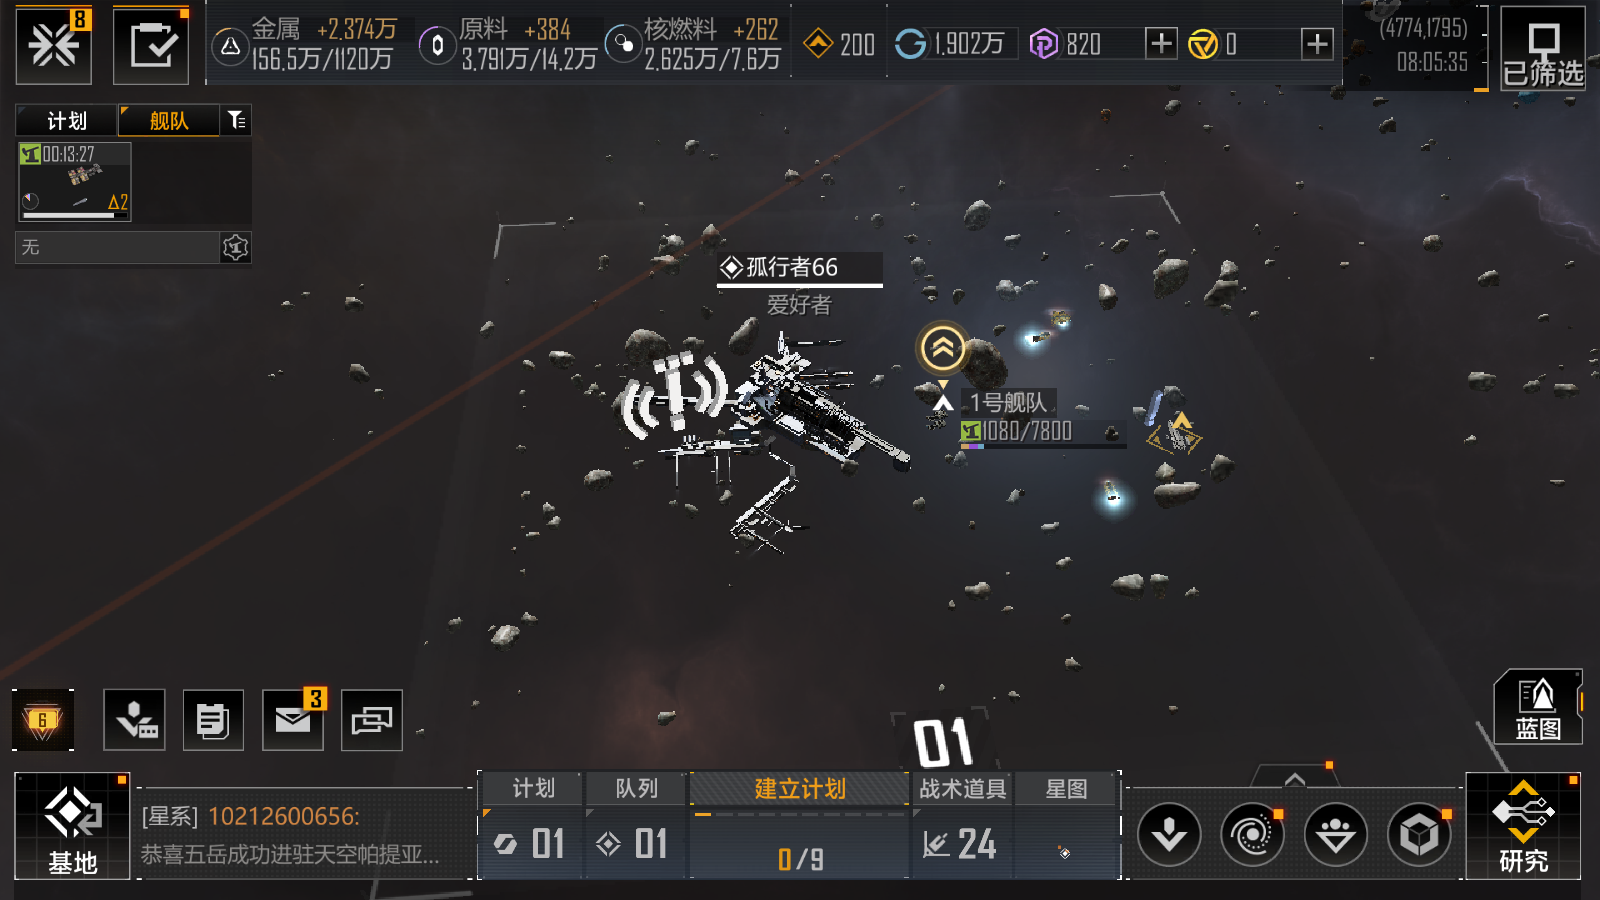 8
金属 +2.374万
156.5万/1120万
原料 +384
3.791万/14.2万
核燃料 +262
2.625万/7.6万
200
1.902万
820
0
(4774,1795)
08:05:35
已筛选
计划
舰队
00:13:27
2
无
孤行者66
爱好者
1号舰队
1080/7800
01
6
3
蓝图
基地
[星系] 10212600656:
恭喜五岳成功进驻天空帕提亚...
计划
队列
建立计划
战术道具
星图
01
01
0/9
24
研究